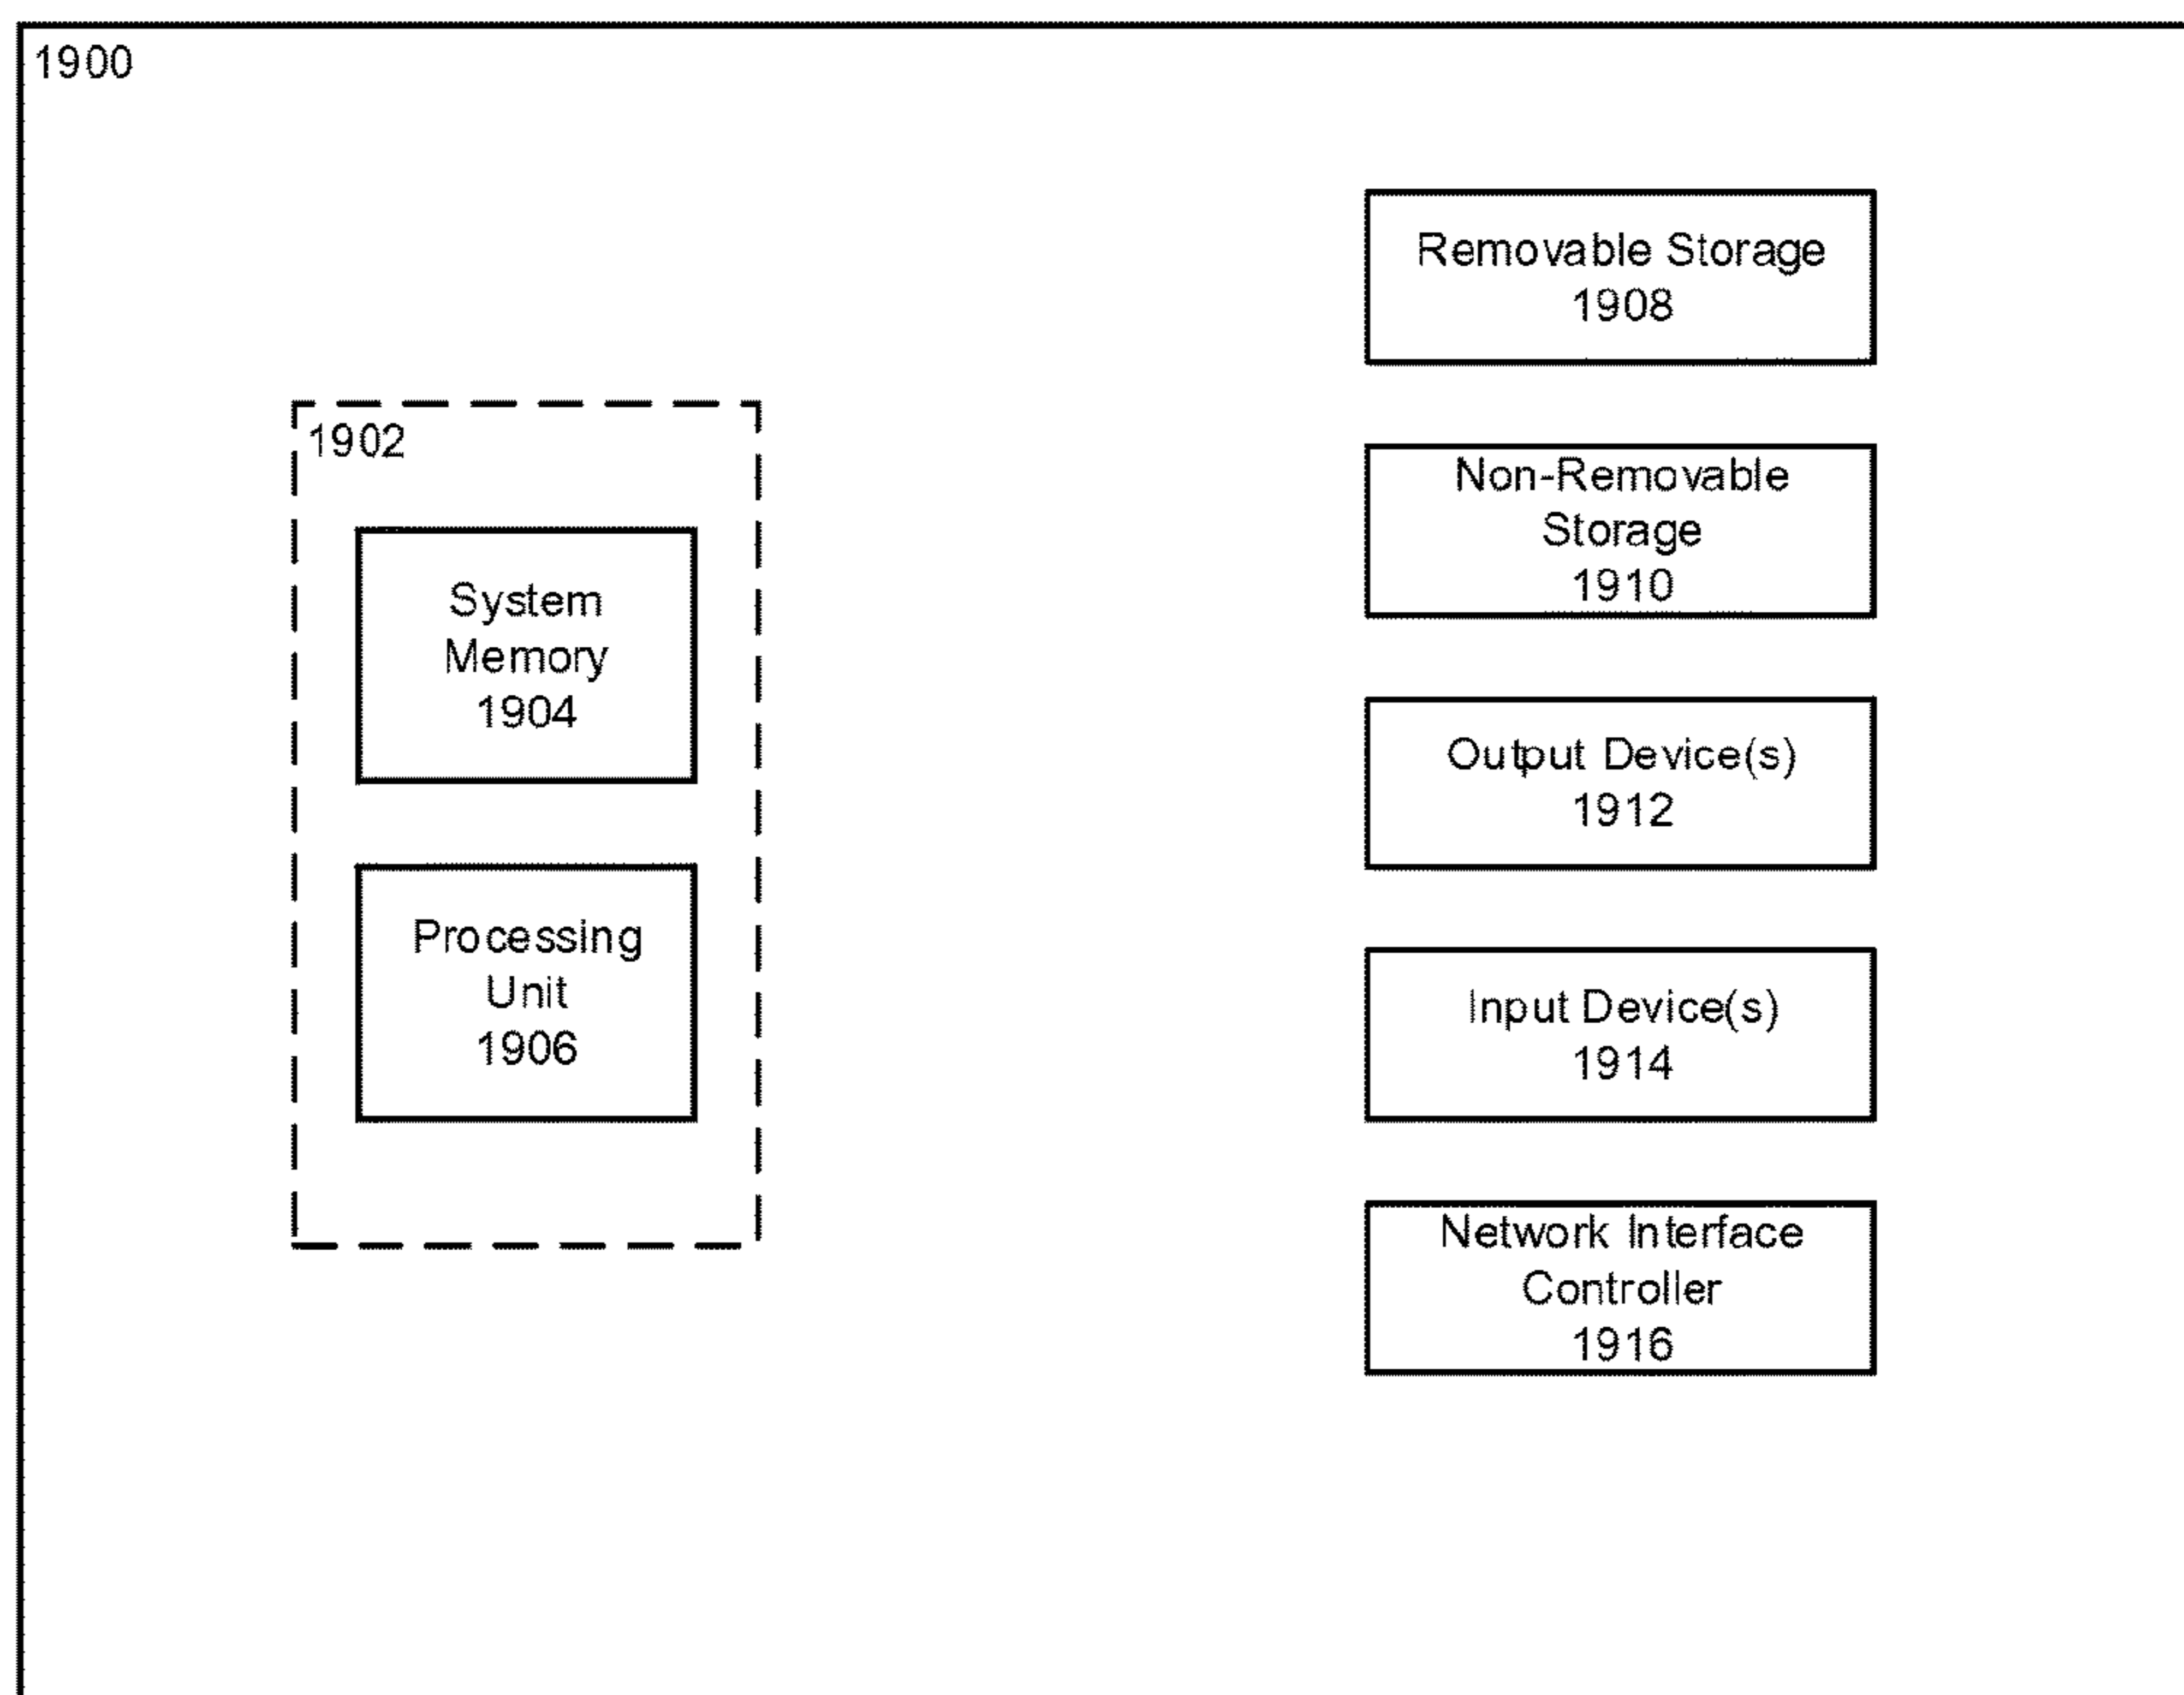 1900
1902
System
Memory
1904
Processing
Unit
1906
Removable Storage
1908
Non-Removable
Storage
1910
Output Device(s)
1912
Input Device(s)
1914
Network Interface
Controller
1916